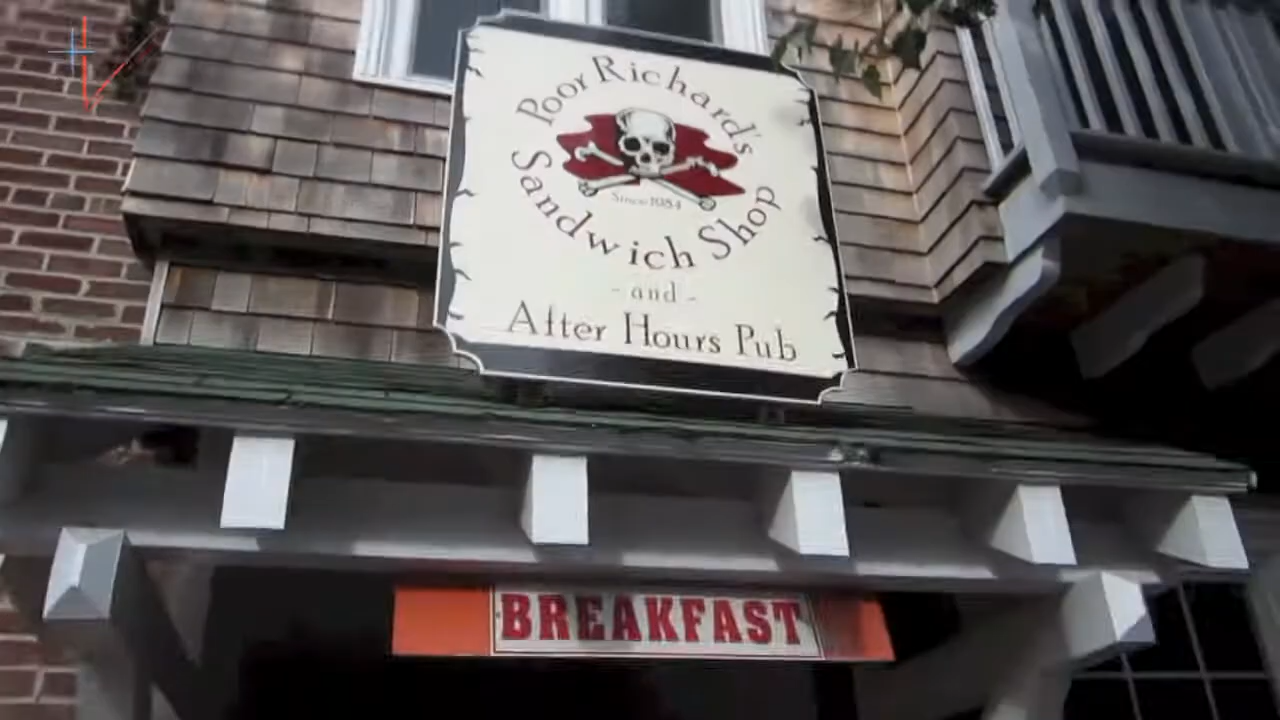 Poor Richard's
Since 1984
Sandwich Shop
- and -
After Hours Pub
BREAKFAST